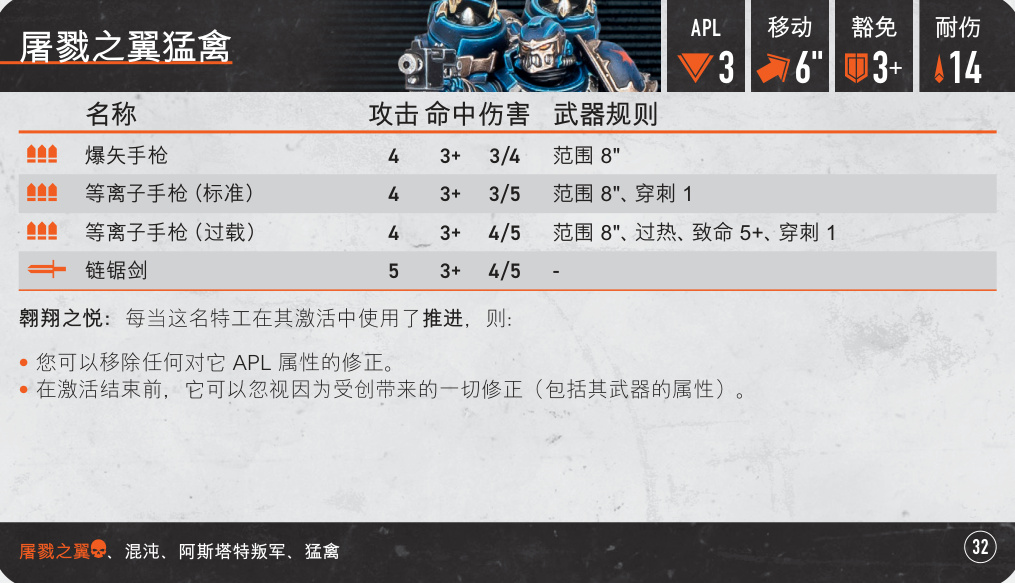 屠戮之翼猛禽
APL 移动 豁免 耐伤
3 6" 3+ 14
名称 攻击 命中 伤害 武器规则
爆矢手枪 4 3+ 3/4 范围 8"
等离子手枪（标准） 4 3+ 3/5 范围 8"、穿刺 1
等离子手枪（过载） 4 3+ 4/5 范围 8"、过热、致命 5+、穿刺 1
链锯剑 5 3+ 4/5 -
翱翔之悦：每当这名特工在其激活中使用了推进，则:
• 您可以移除任何对它 APL 属性的修正。
• 在激活结束前，它可以忽视因为受创带来的一切修正（包括其武器的属性）。
屠戮之翼、混沌、阿斯塔特叛军、猛禽
32